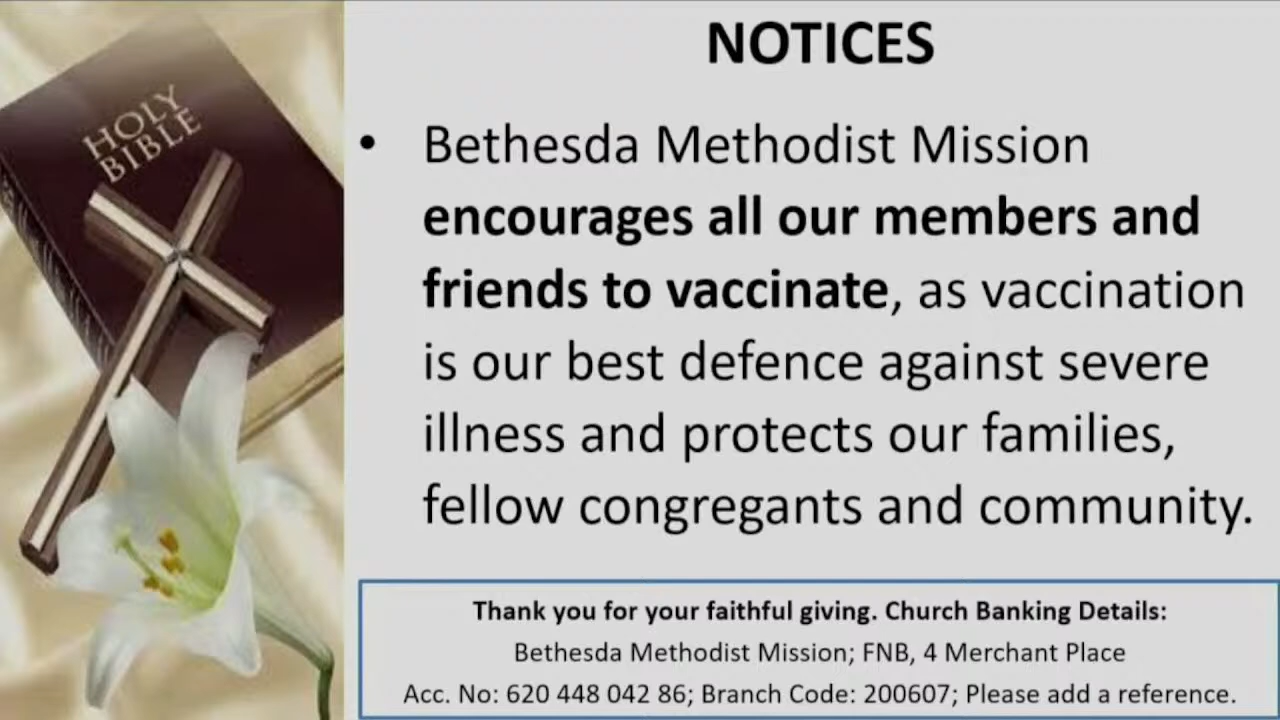 HOLY
BIBLE
NOTICES
• Bethesda Methodist Mission
encourages all our members and
friends to vaccinate, as vaccination
is our best defence against severe
illness and protects our families,
fellow congregants and community.
Thank you for your faithful giving. Church Banking Details:
Bethesda Methodist Mission; FNB, 4 Merchant Place
Acc. No: 620 448 042 86; Branch Code: 200607; Please add a reference.